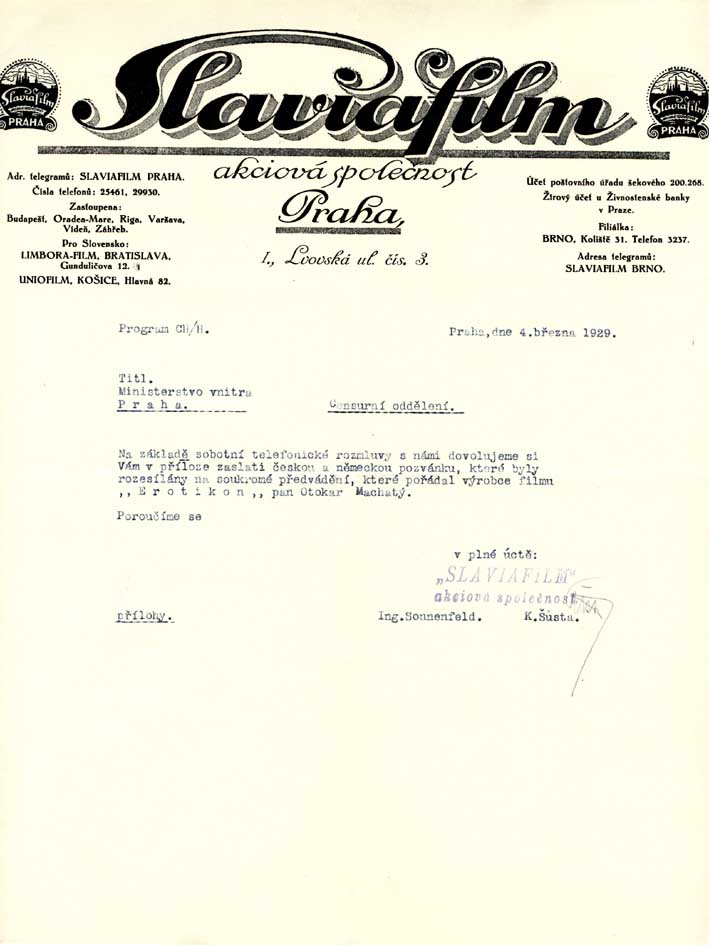 Slaviafilm
Slaviafilm
PRAHA
Slaviafilm
PRAHA
akciová společnost
Praha,
I., Lvovská ul. čís. 3.
Adr. telegramů: SLAVIAFILM PRAHA.
Čísla telefonů: 25461, 29930.
Zastoupena:
Budapešť, Oradea-Mare, Riga, Varšava,
Vídeň, Záhřeb.
Pro Slovensko:
LIMBORA-FILM, BRATISLAVA.
Gunduličova 12.
UNIOFILM, KOŠICE, Hlavná 82.
Účet poštovního úřadu šekového 200.268.
Žirový účet u Živnostenské banky
v Praze.
Filiálka:
BRNO, Koliště 31. Telefon 3237.
Adresa telegramů:
SLAVIAFILM BRNO.
Program CH/H.
Praha,dne 4.března 1929.
Titl.
Ministerstvo vnitra
P r a h a.
Censurní oddělení.
Na základě sobotní telefonické rozmluvy s námi dovolujeme si
Vám v příloze zaslati českou a německou pozvánku, které byly
rozesílány na soukromé předvádění, které pořádal výrobce filmu
,,E r o t i k o n ,, pan Otokar Machatý.
Poroučíme se
v plné úctě:
„SLAVIAFILM"
akciová společnost
přílohy.
Ing.Sonnenfeld. K.Šůsta.